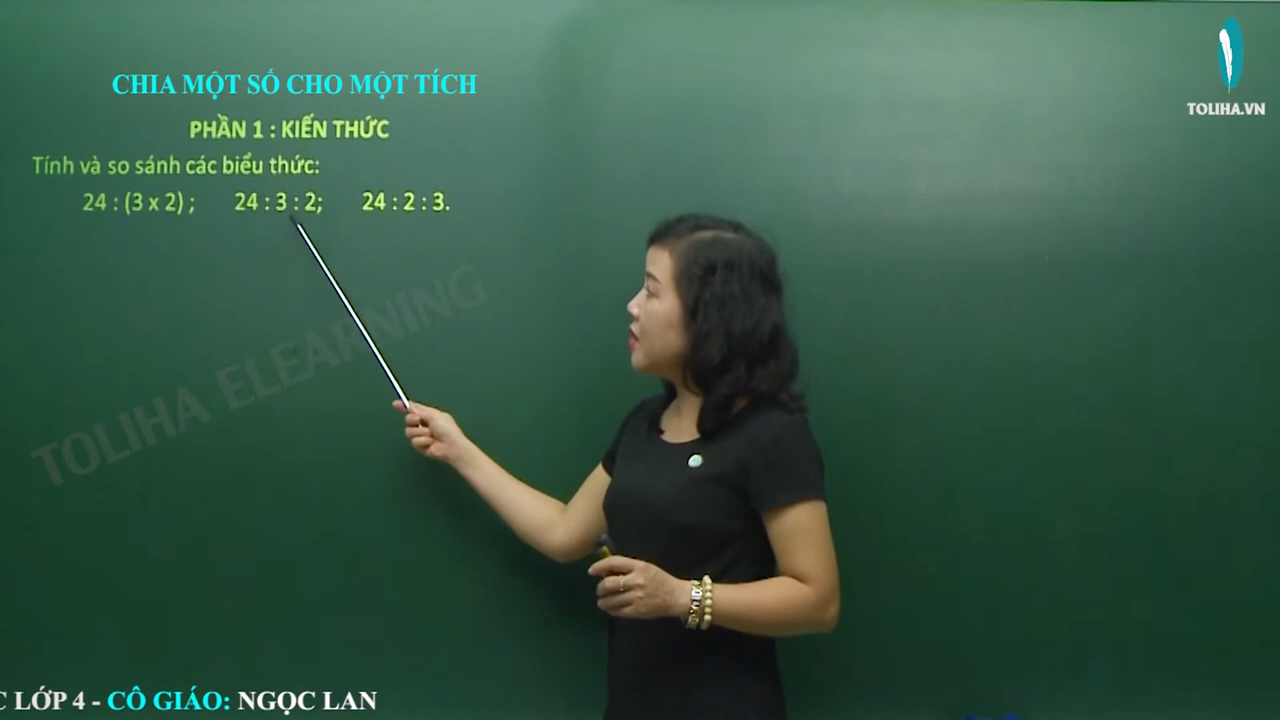 CHIA MỘT SỐ CHO MỘT TÍCH
TOLIHA.VN
PHẦN 1 : KIẾN THỨC
Tính và so sánh các biểu thức:
24 : (3 x 2) ; 24 : 3 : 2; 24 : 2 : 3.
TOLIHA ELEARNING
C LỚP 4 - CÔ GIÁO: NGỌC LAN